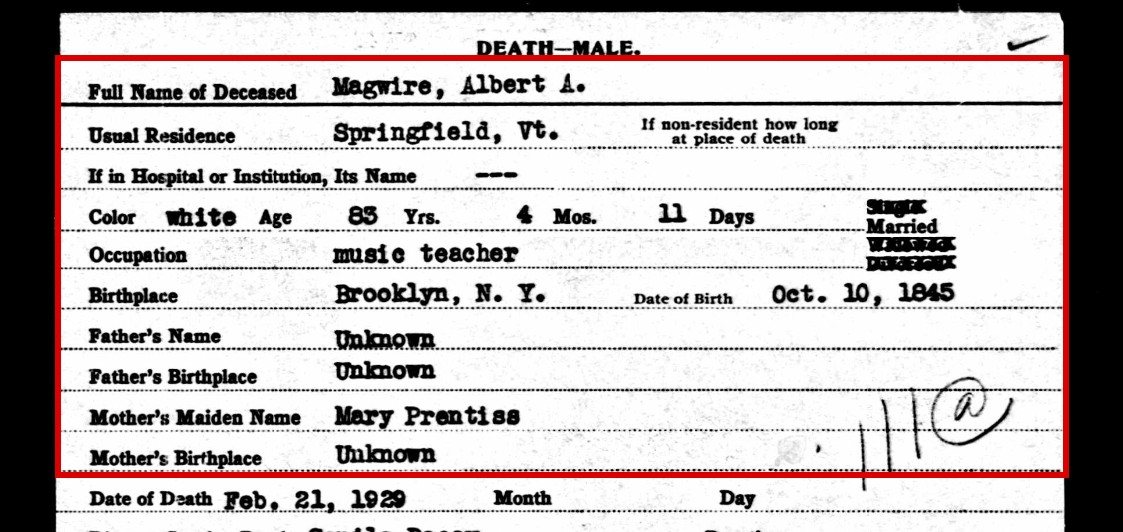 DEATH—MALE.
Full Name of Deceased Magwire, Albert A.
Usual Residence Springfield, Vt. If non-resident how long at place of death
If in Hospital or Institution, Its Name ---
Color white Age 83 Yrs. 4 Mos. 11 Days
Married
Occupation music teacher
Birthplace Brooklyn, N. Y. Date of Birth Oct. 10, 1845
Father's Name Unknown
Father's Birthplace Unknown
Mother's Maiden Name Mary Prentiss
Mother's Birthplace Unknown
Date of Death Feb. 21, 1929 Month Day